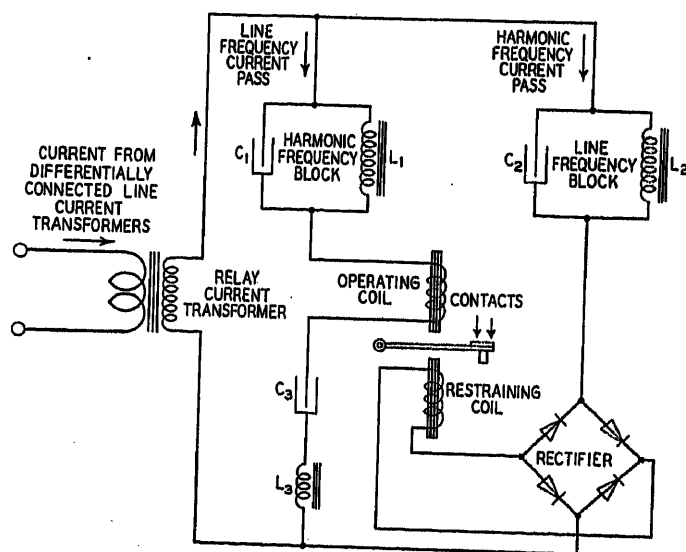 LINE
FREQUENCY
CURRENT
PASS
HARMONIC
FREQUENCY
CURRENT
PASS
C1
HARMONIC
FREQUENCY
BLOCK
L1
C2
LINE
FREQUENCY
BLOCK
L2
CURRENT FROM
DIFFERENTIALLY
CONNECTED LINE
CURRENT
TRANSFORMERS
RELAY
CURRENT
TRANSFORMER
OPERATING
COIL
CONTACTS
C3
RESTRAINING
COIL
RECTIFIER
L3